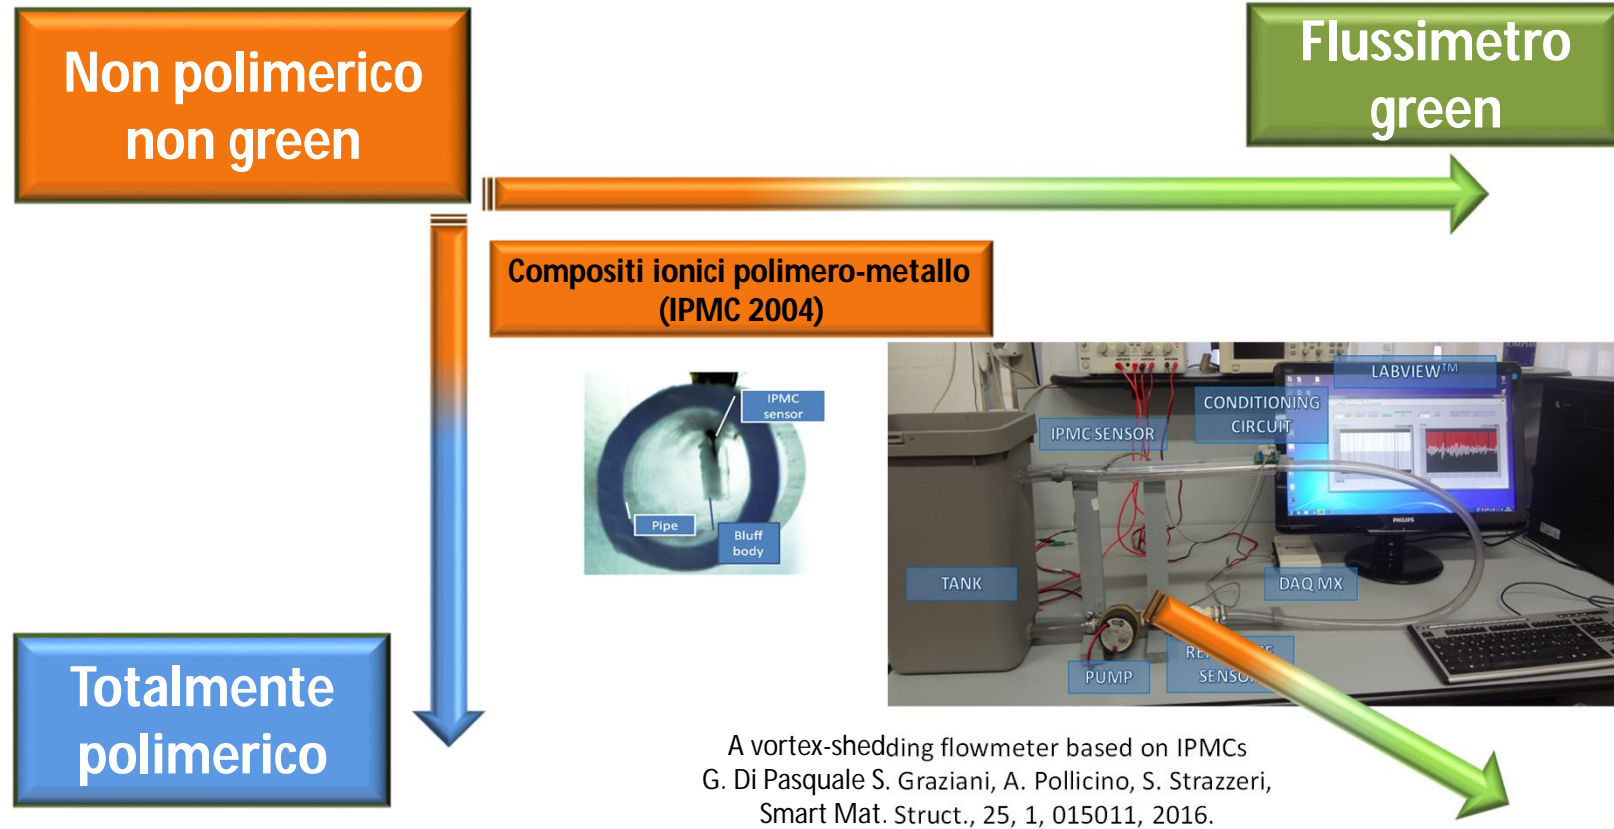 Non polimerico
non green
Flussimetro
green
Compositi ionici polimero-metallo
(IPMC 2004)
IPMC
sensor
Pipe
Bluff
body
LABVIEW™
CONDITIONING
CIRCUIT
IPMC SENSOR
PHILIPS
TANK
DAQ MX
PUMP
SENSOR
Totalmente
polimerico
A vortex-shedding flowmeter based on IPMCs
G. Di Pasquale S. Graziani, A. Pollicino, S. Strazzeri,
Smart Mat. Struct., 25, 1, 015011, 2016.